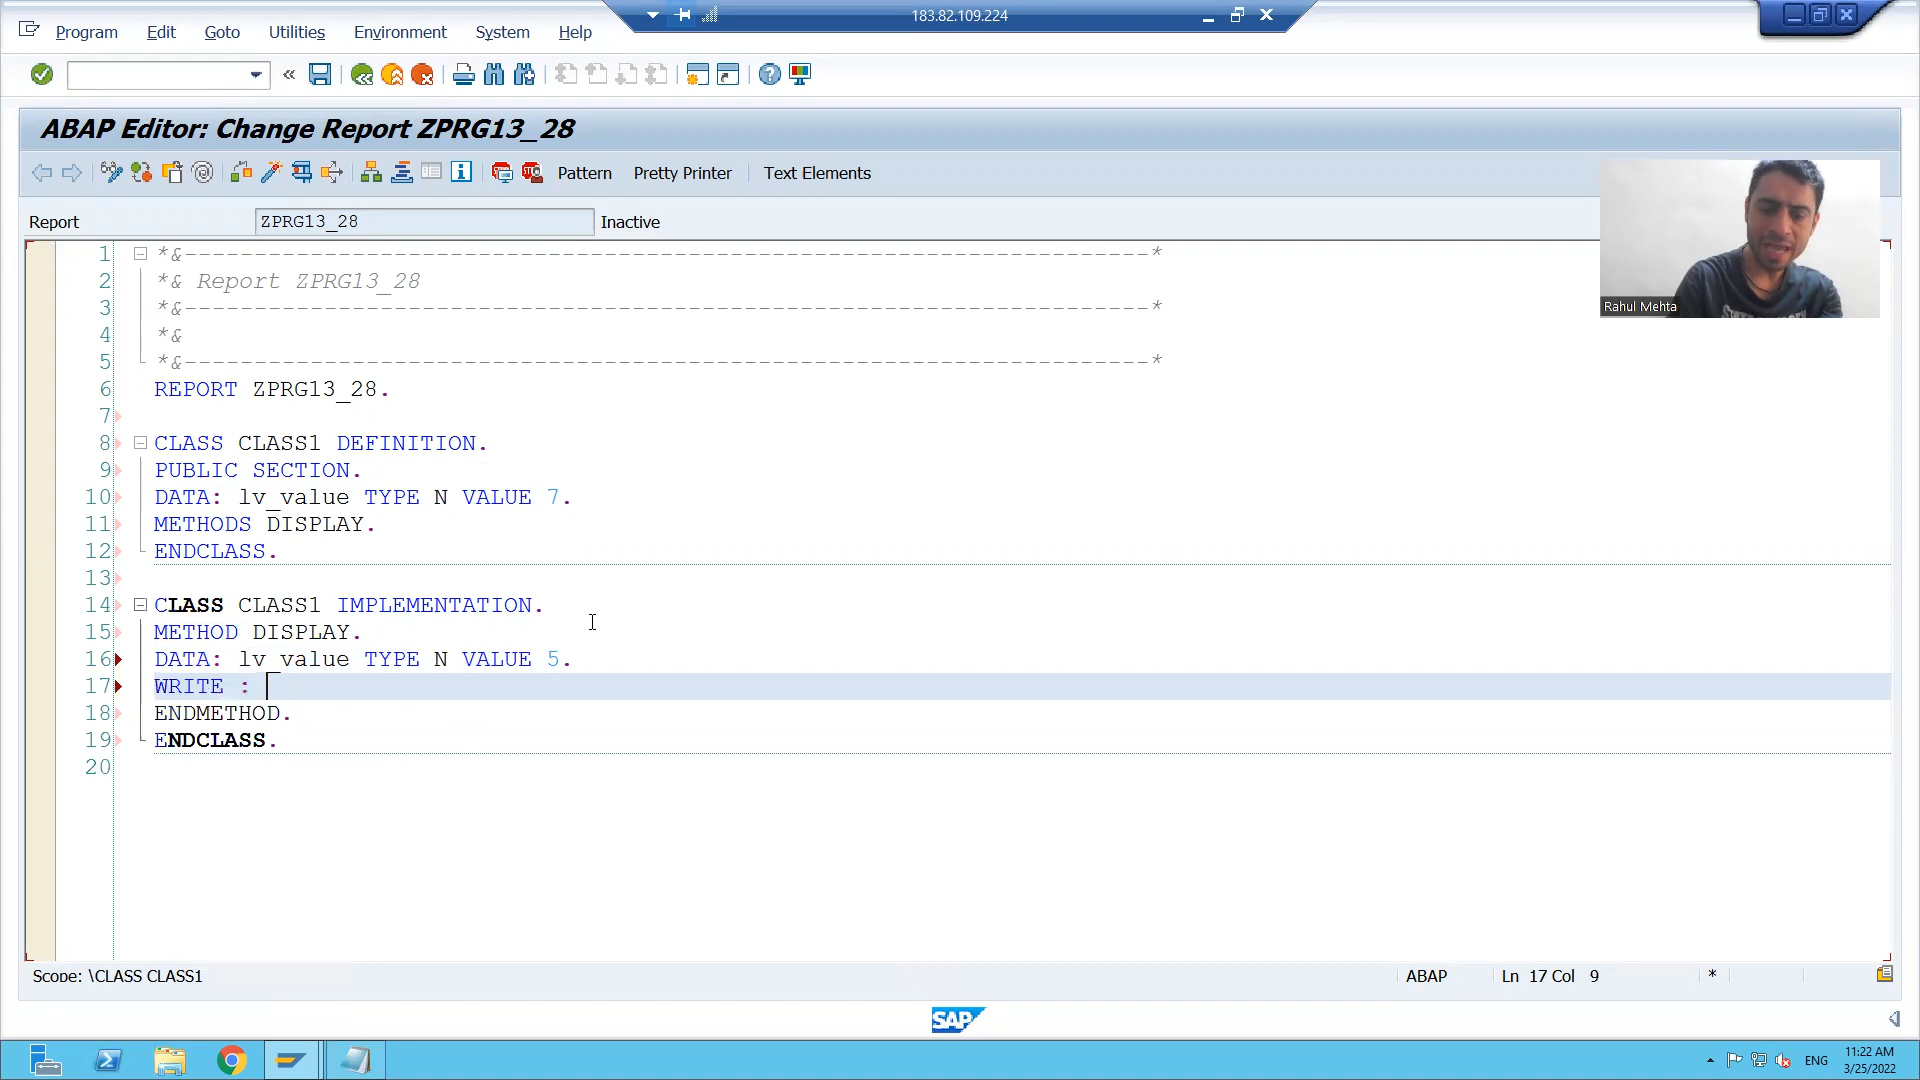 183.82.109.224
Program Edit Goto Utilities Environment System Help
ABAP Editor: Change Report ZPRG13_28
Pattern Pretty Printer Text Elements
Report ZPRG13_28 Inactive
Rahul Mehta
1 *&---------------------------------------------------------------------*
2 *& Report ZPRG13_28
3 *&---------------------------------------------------------------------*
4 *&
5 *&---------------------------------------------------------------------*
6 REPORT ZPRG13_28.
7
8 CLASS CLASS1 DEFINITION.
9 PUBLIC SECTION.
10 DATA: lv_value TYPE N VALUE 7.
11 METHODS DISPLAY.
12 ENDCLASS.
13
14 CLASS CLASS1 IMPLEMENTATION.
15 METHOD DISPLAY.
16 DATA: lv_value TYPE N VALUE 5.
17 WRITE :
18 ENDMETHOD.
19 ENDCLASS.
20
Scope: \CLASS CLASS1 ABAP Ln 17 Col 9 *
SAP
ENG 11:22 AM
3/25/2022